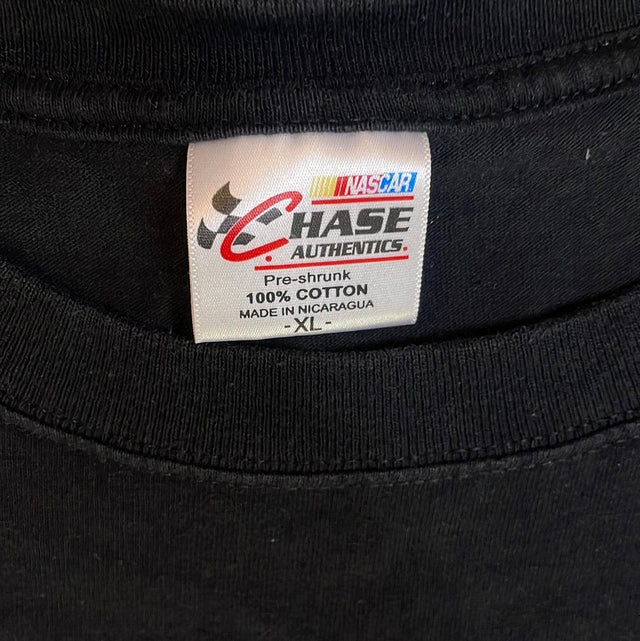 NASCAR
CHASE
AUTHENTICS.
Pre-shrunk
100% COTTON
MADE IN NICARAGUA
-XL-